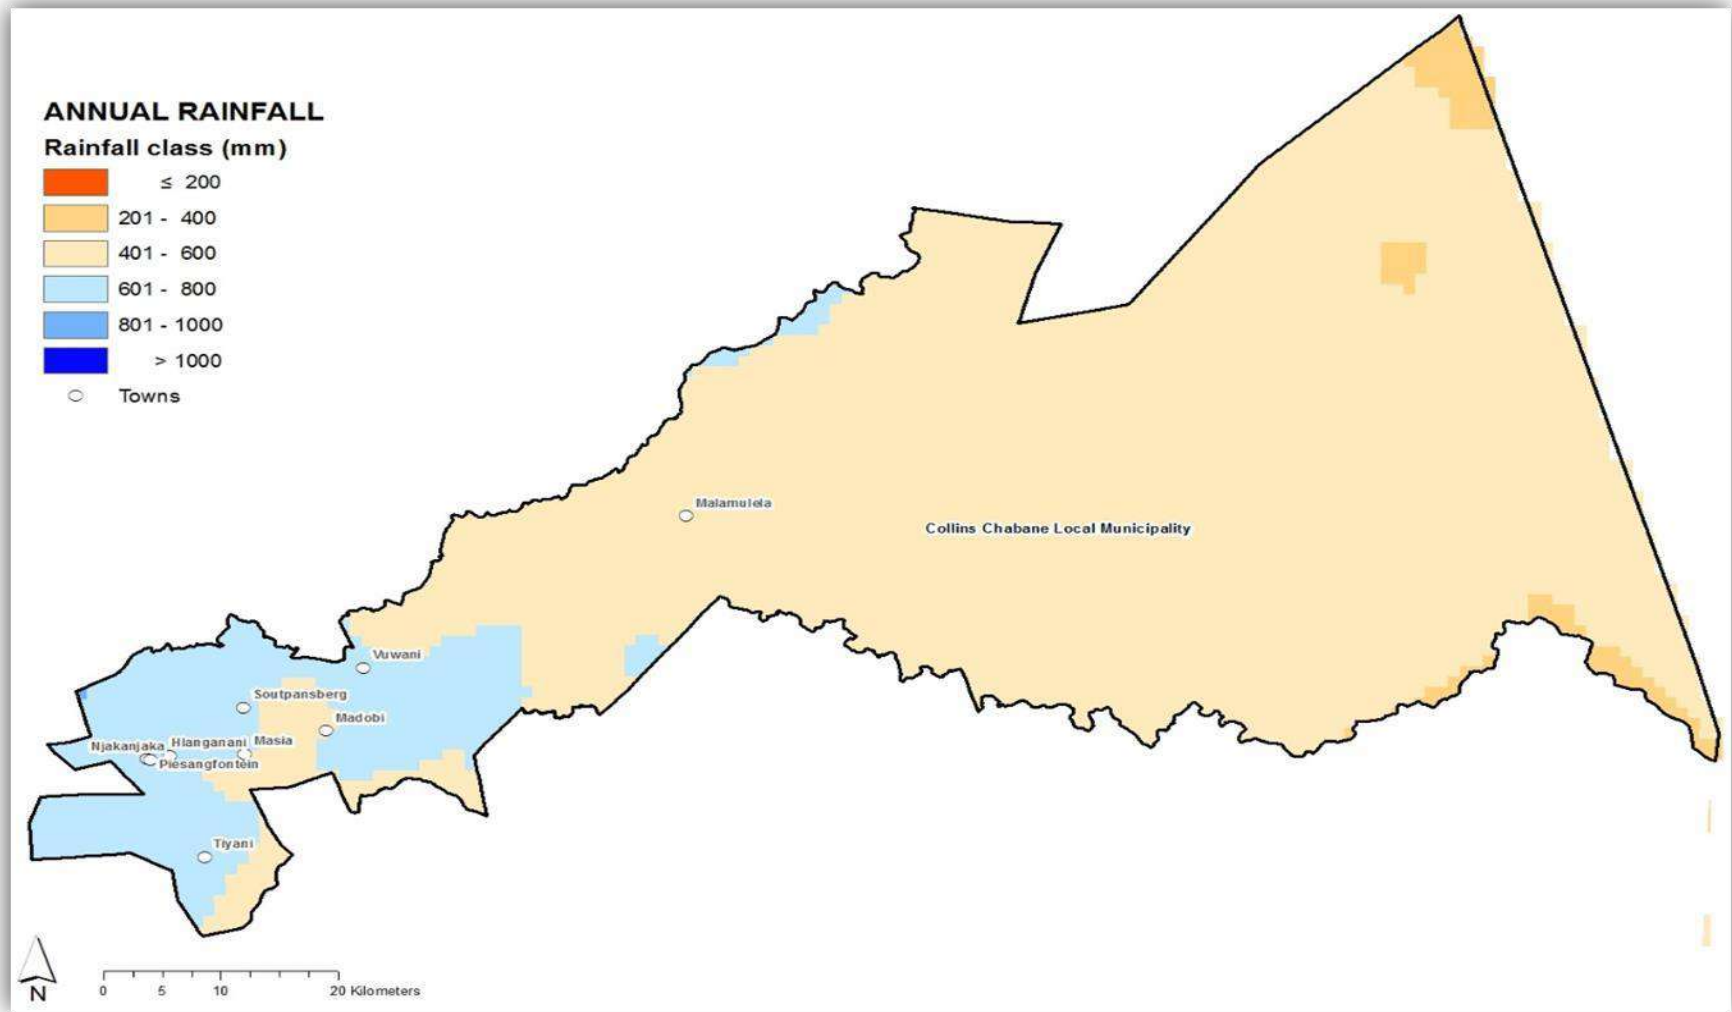 ANNUAL RAINFALL
Rainfall class (mm)
≤ 200
201 - 400
401 - 600
601 - 800
801 - 1000
> 1000
Towns
Malamulela
Collins Chabane Local Municipality
Vuwani
Soutpansberg
Madobi
Njakanjaka Hlanganani Masia
Piesangfontein
Tiyani
N
0 5 10 20 Kilometers